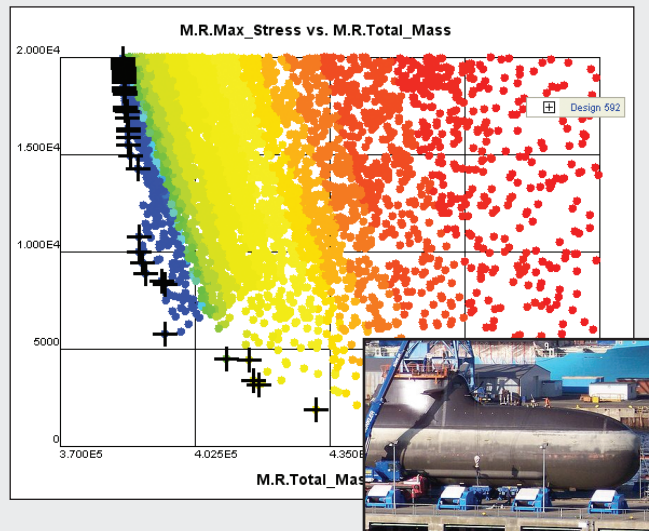 M.R.Max_Stress vs. M.R.Total_Mass
2.000E4
Design 592
1.500E4
1.000E4
5000
0
3.700E5
4.025E5
4.350E
M.R.Total_Mas